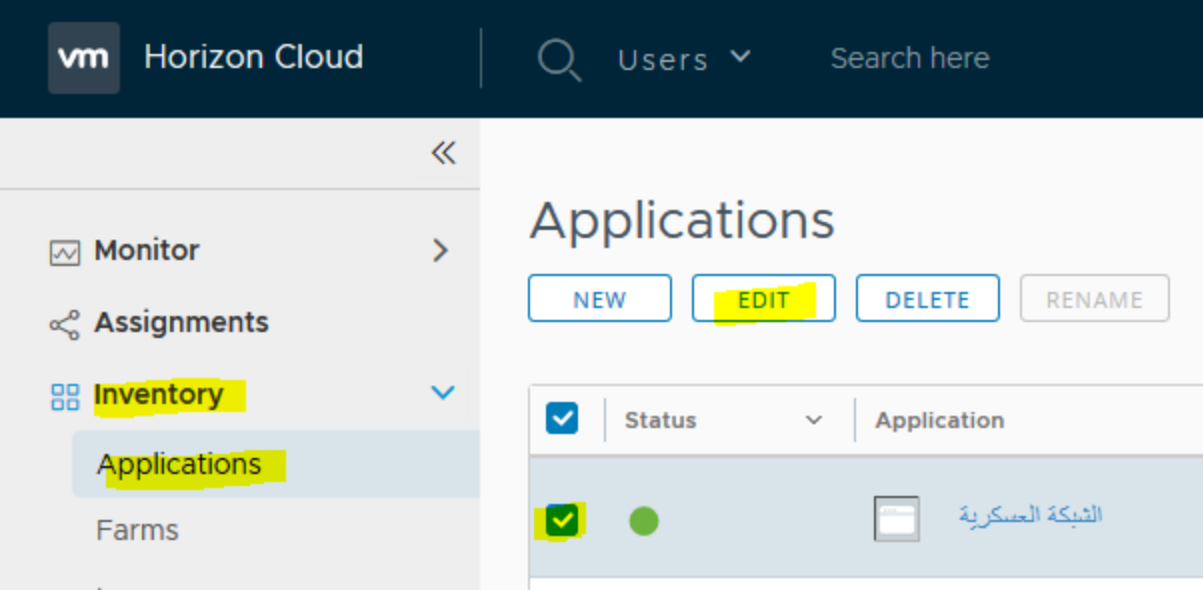 vm Horizon Cloud Users Search here
Monitor
Assignments
Inventory
Applications
Farms
Applications
NEW EDIT DELETE RENAME
Status Application
الشبكة العسكرية